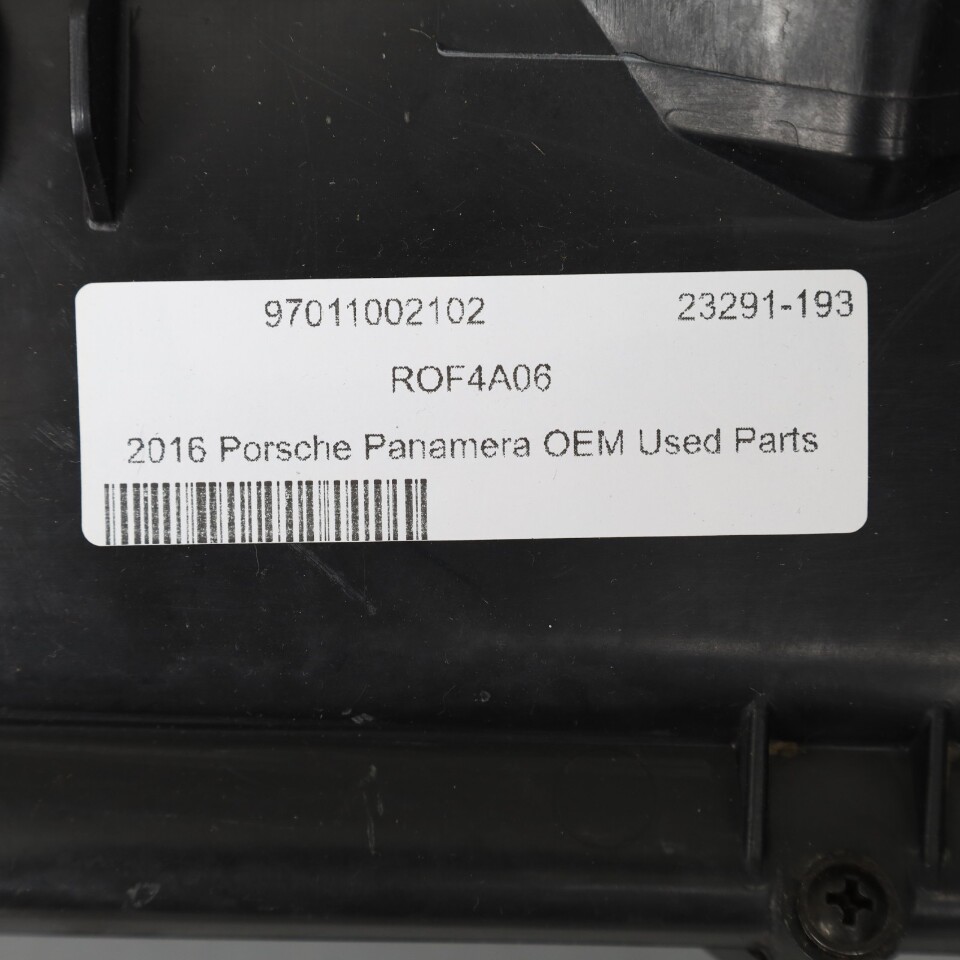 97011002102 23291-193
ROF4A06
2016 Porsche Panamera OEM Used Parts